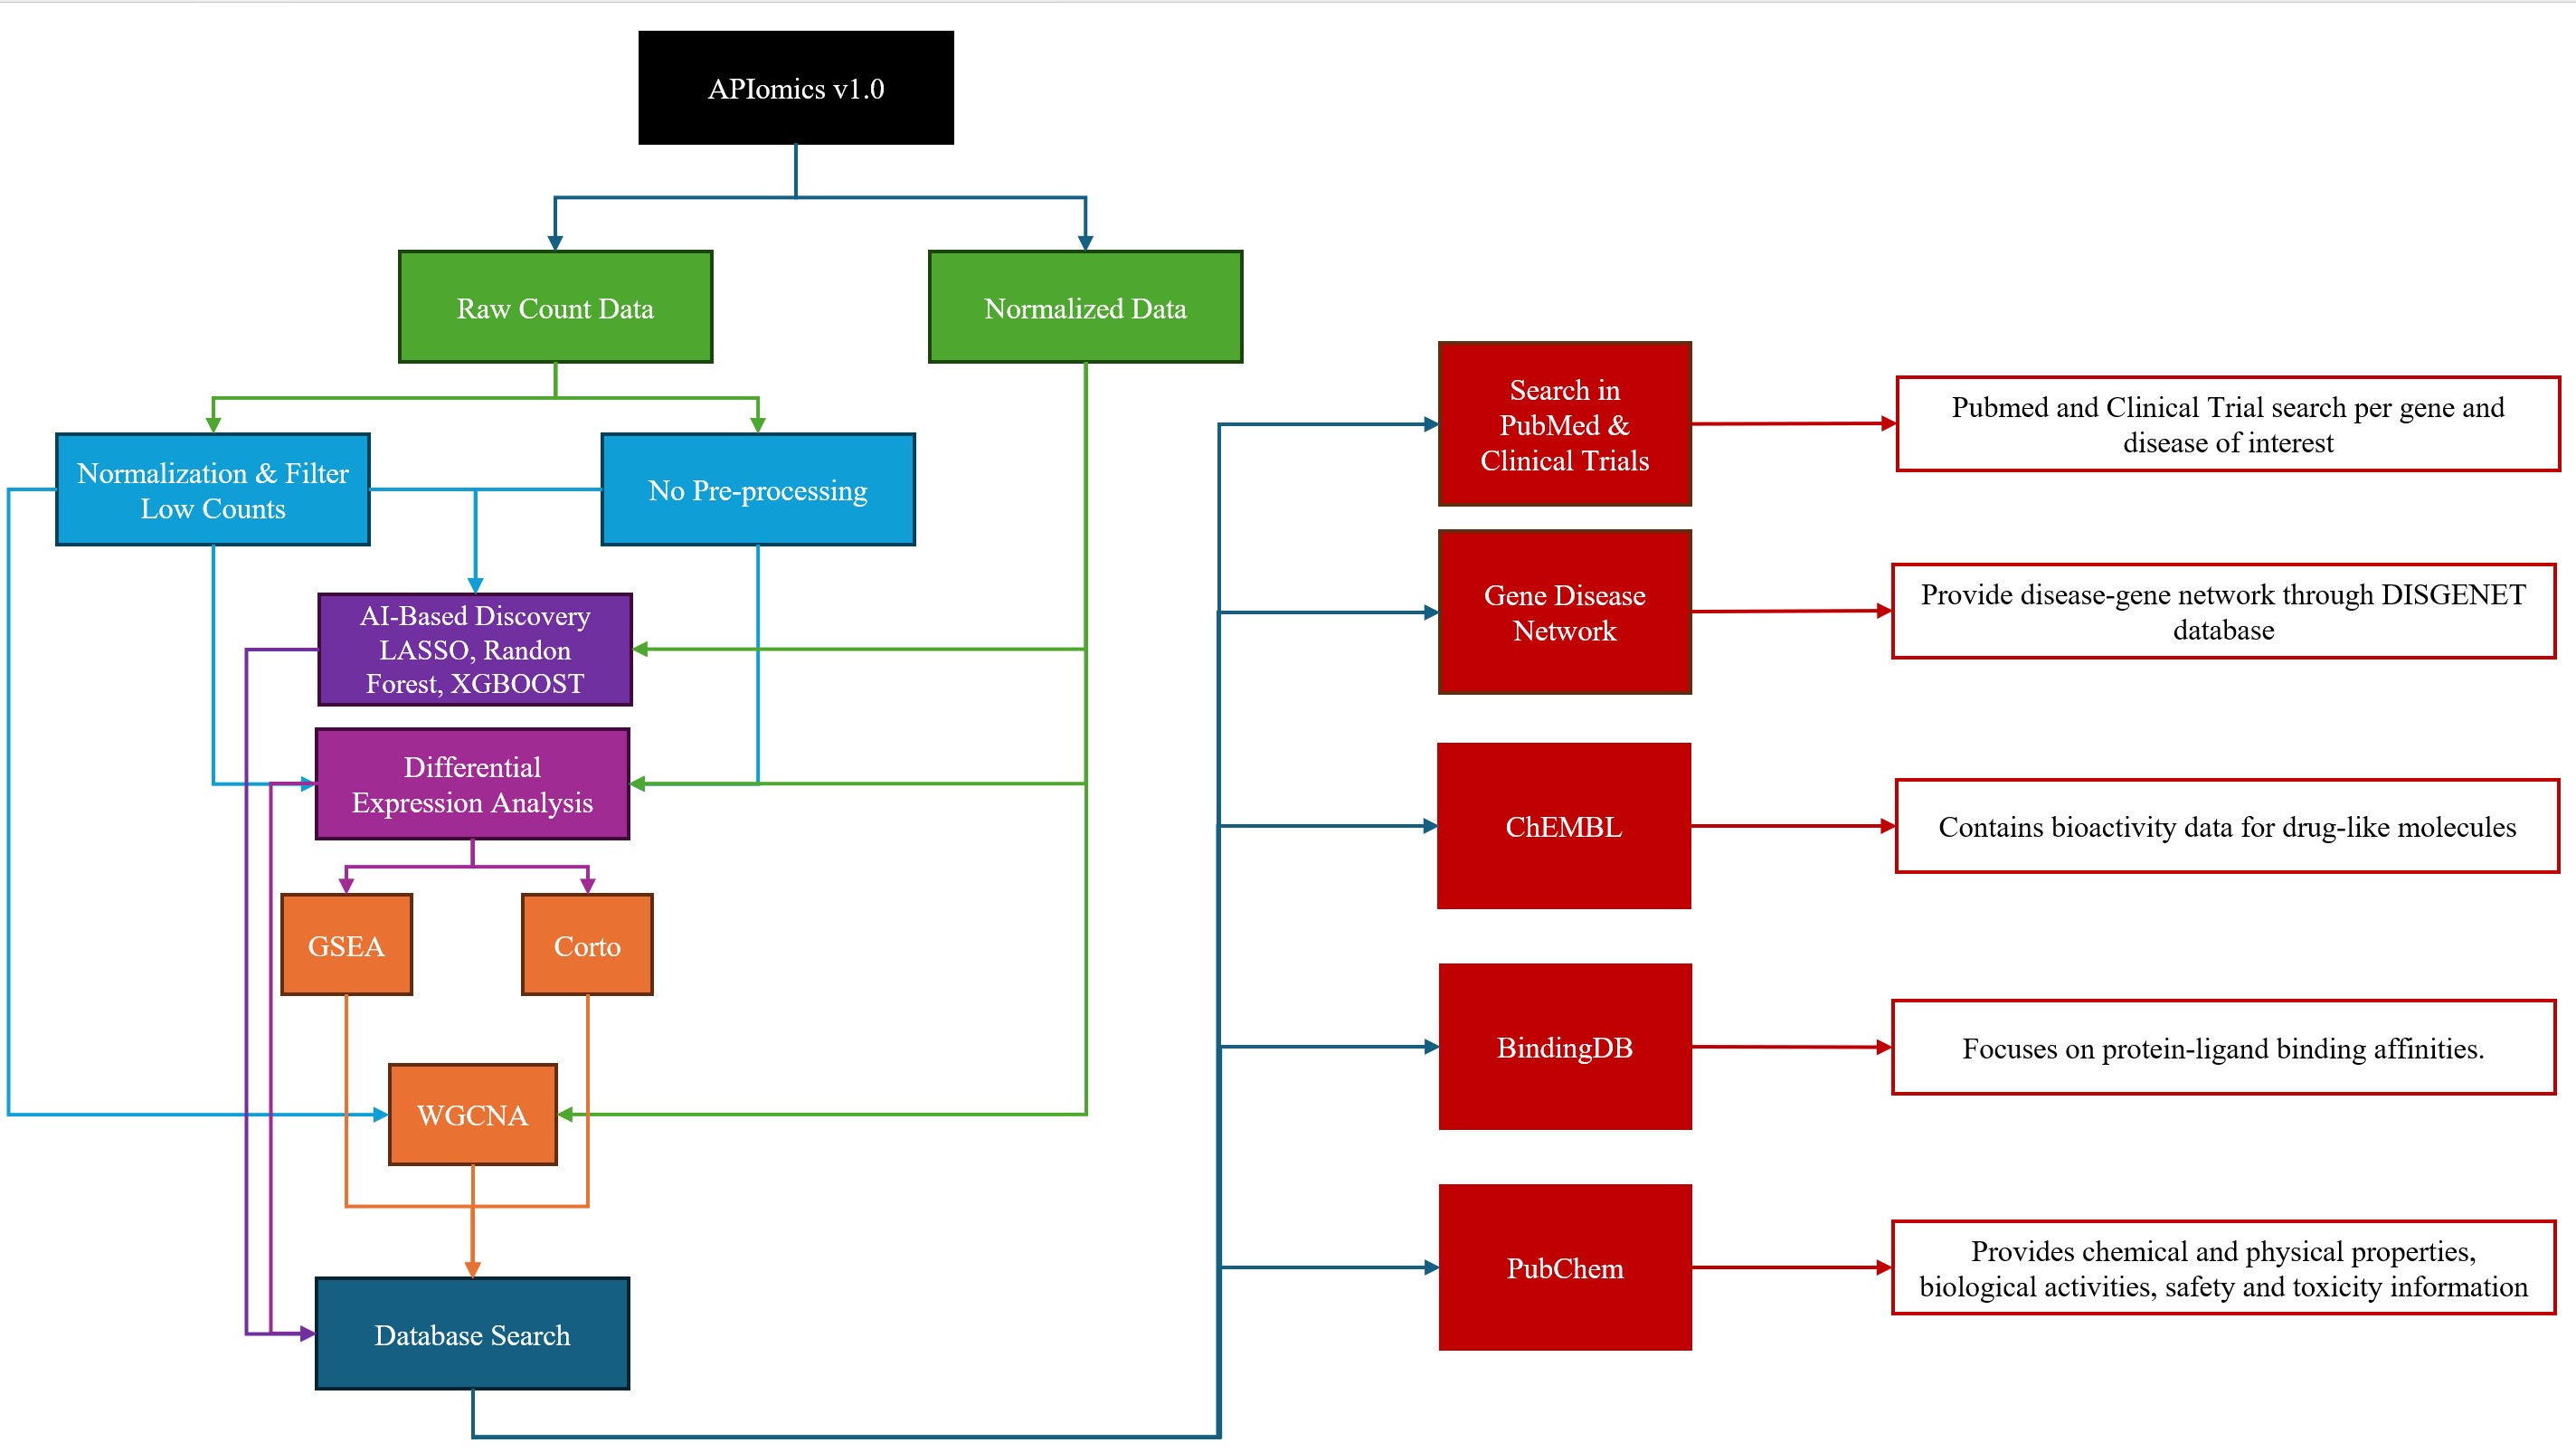 APIomics v1.0
Raw Count Data
Normalized Data
Normalization & Filter
Low Counts
No Pre-processing
AI-Based Discovery
LASSO, Randon
Forest, XGBOOST
Differential
Expression Analysis
GSEA
Corto
WGCNA
Database Search
Search in
PubMed &
Clinical Trials
Pubmed and Clinical Trial search per gene and
disease of interest
Gene Disease
Network
Provide disease-gene network through DISGENET
database
ChEMBL
Contains bioactivity data for drug-like molecules
BindingDB
Focuses on protein-ligand binding affinities.
PubChem
Provides chemical and physical properties,
biological activities, safety and toxicity information